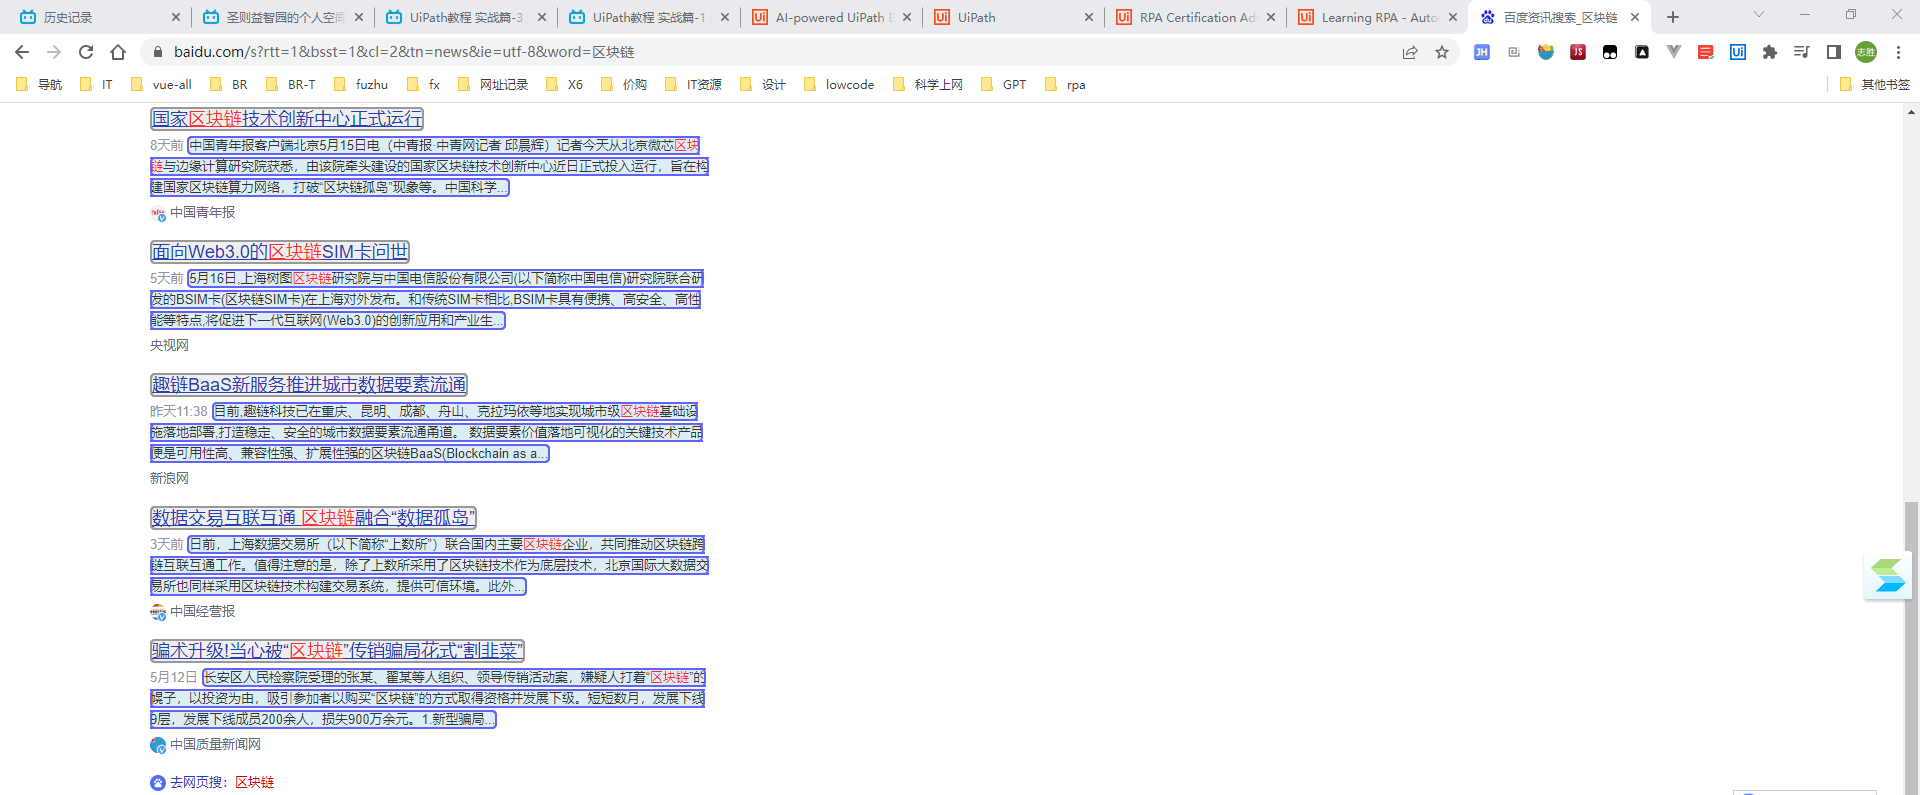 历史记录
圣则益智园的个人空间
UiPath教程 实战篇-3
UiPath教程 实战篇-1
AI-powered UiPath
UiPath
RPA Certification Ad
Learning RPA - Auto
百度资讯搜索_区块链
baidu.com/s?rtt=1&bsst=1&cl=2&tn=news&ie=utf-8&word=区块链
JH
JS
Ui
志胜
导航
IT
vue-all
BR
BR-T
fuzhu
fx
网址记录
X6
价购
IT资源
设计
lowcode
科学上网
GPT
rpa
其他书签
国家区块链技术创新中心正式运行
8天前 中国青年报客户端北京5月15日电（中青报·中青网记者 邱晨辉）记者今天从北京微芯区块
链与边缘计算研究院获悉，由该院牵头建设的国家区块链技术创新中心近日正式投入运行，旨在构
建国家区块链算力网络，打破“区块链孤岛”现象等。中国科学...
中国青年报
面向Web3.0的区块链SIM卡问世
5天前 5月16日,上海树图区块链研究院与中国电信股份有限公司(以下简称中国电信)研究院联合研
发的BSIM卡(区块链SIM卡)在上海对外发布。和传统SIM卡相比,BSIM卡具有便携、高安全、高性
能等特点,将促进下一代互联网(Web3.0)的创新应用和产业生...
央视网
趣链BaaS新服务推进城市数据要素流通
昨天11:38 目前,趣链科技已在重庆、昆明、成都、舟山、克拉玛依等地实现城市级区块链基础设
施落地部署,打造稳定、安全的城市数据要素流通甬道。 数据要素价值落地可视化的关键技术产品
便是可用性高、兼容性强、扩展性强的区块链BaaS(Blockchain as a...
新浪网
数据交易互联互通 区块链融合“数据孤岛”
3天前 日前，上海数据交易所（以下简称“上数所”）联合国内主要区块链企业，共同推动区块链跨
链互联互通工作。值得注意的是，除了上数所采用了区块链技术作为底层技术，北京国际大数据交
易所也同样采用区块链技术构建交易系统，提供可信环境。此外...
中国经营报
骗术升级!当心被“区块链”传销骗局花式“割韭菜”
5月12日 长安区人民检察院受理的张某、翟某等人组织、领导传销活动案，嫌疑人打着“区块链”的
幌子，以投资为由，吸引参加者以购买“区块链”的方式取得资格并发展下级。短短数月，发展下线
9层，发展下线成员200余人，损失900万余元。1.新型骗局...
中国质量新闻网
去网页搜：区块链